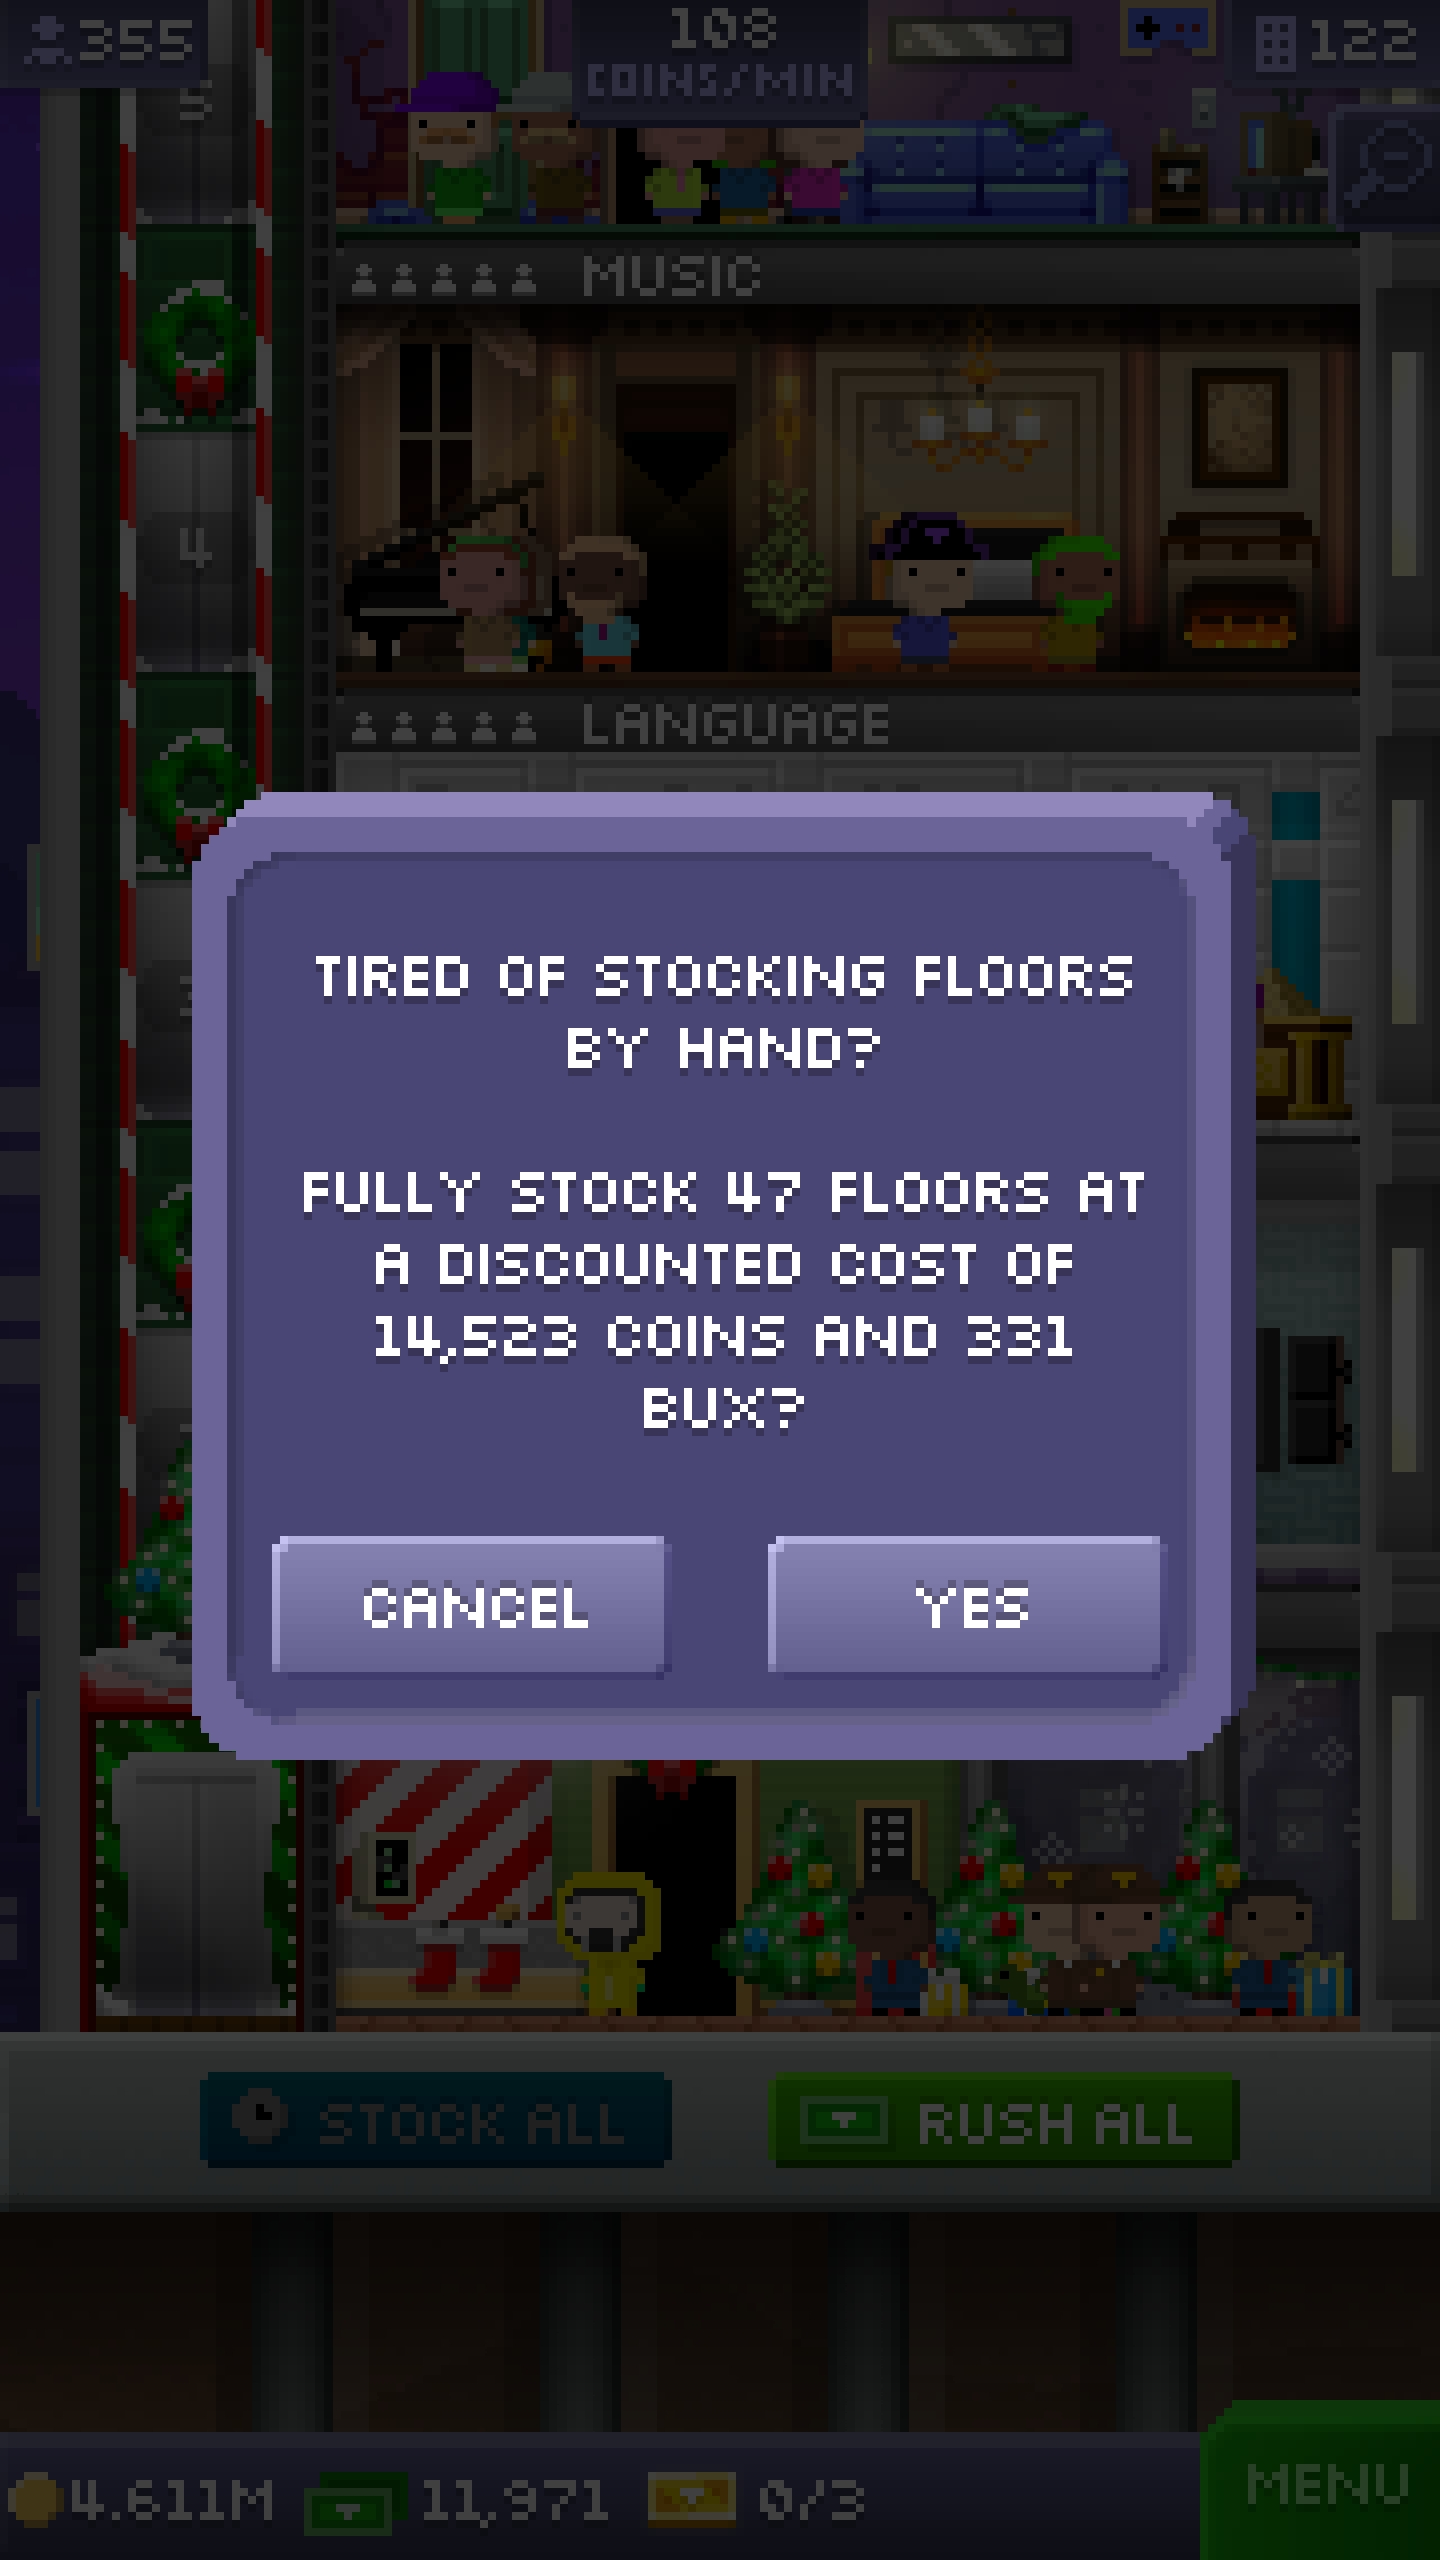 355
108
COINS/MIN
122
5
MUSIC
4
LANGUAGE
TIRED OF STOCKING FLOORS
BY HAND?
FULLY STOCK 47 FLOORS AT
A DISCOUNTED COST OF
14,523 COINS AND 331
BUX?
CANCEL
YES
STOCK ALL
RUSH ALL
4.611M
11,971
0/3
MENU